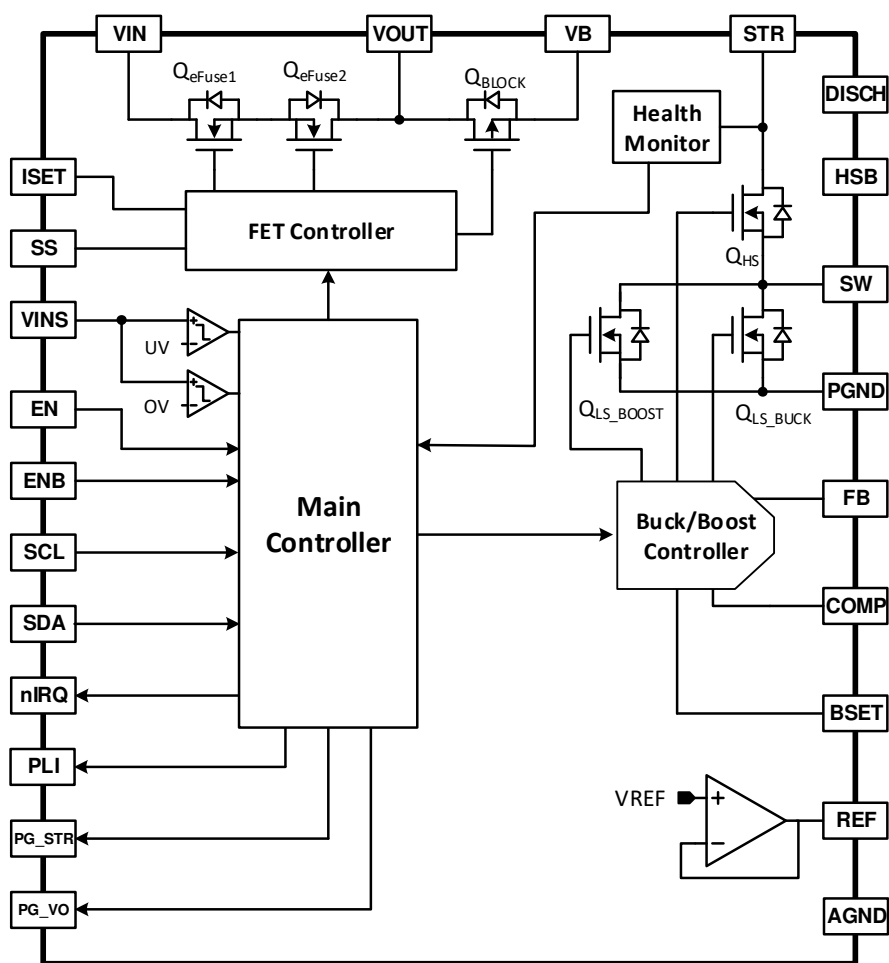 VIN
VOUT
VB
STR
QeFuse1
QeFuse2
QBLOCK
DISCH
Health
Monitor
ISET
HSB
FET Controller
SS
QHS
SW
VINS
UV
OV
PGND
EN
QLS_BOOST
QLS_BUCK
ENB
FB
Main
Controller
Buck/Boost
Controller
SCL
COMP
SDA
nIRQ
BSET
PLI
VREF
+
−
REF
PG_STR
PG_VO
AGND